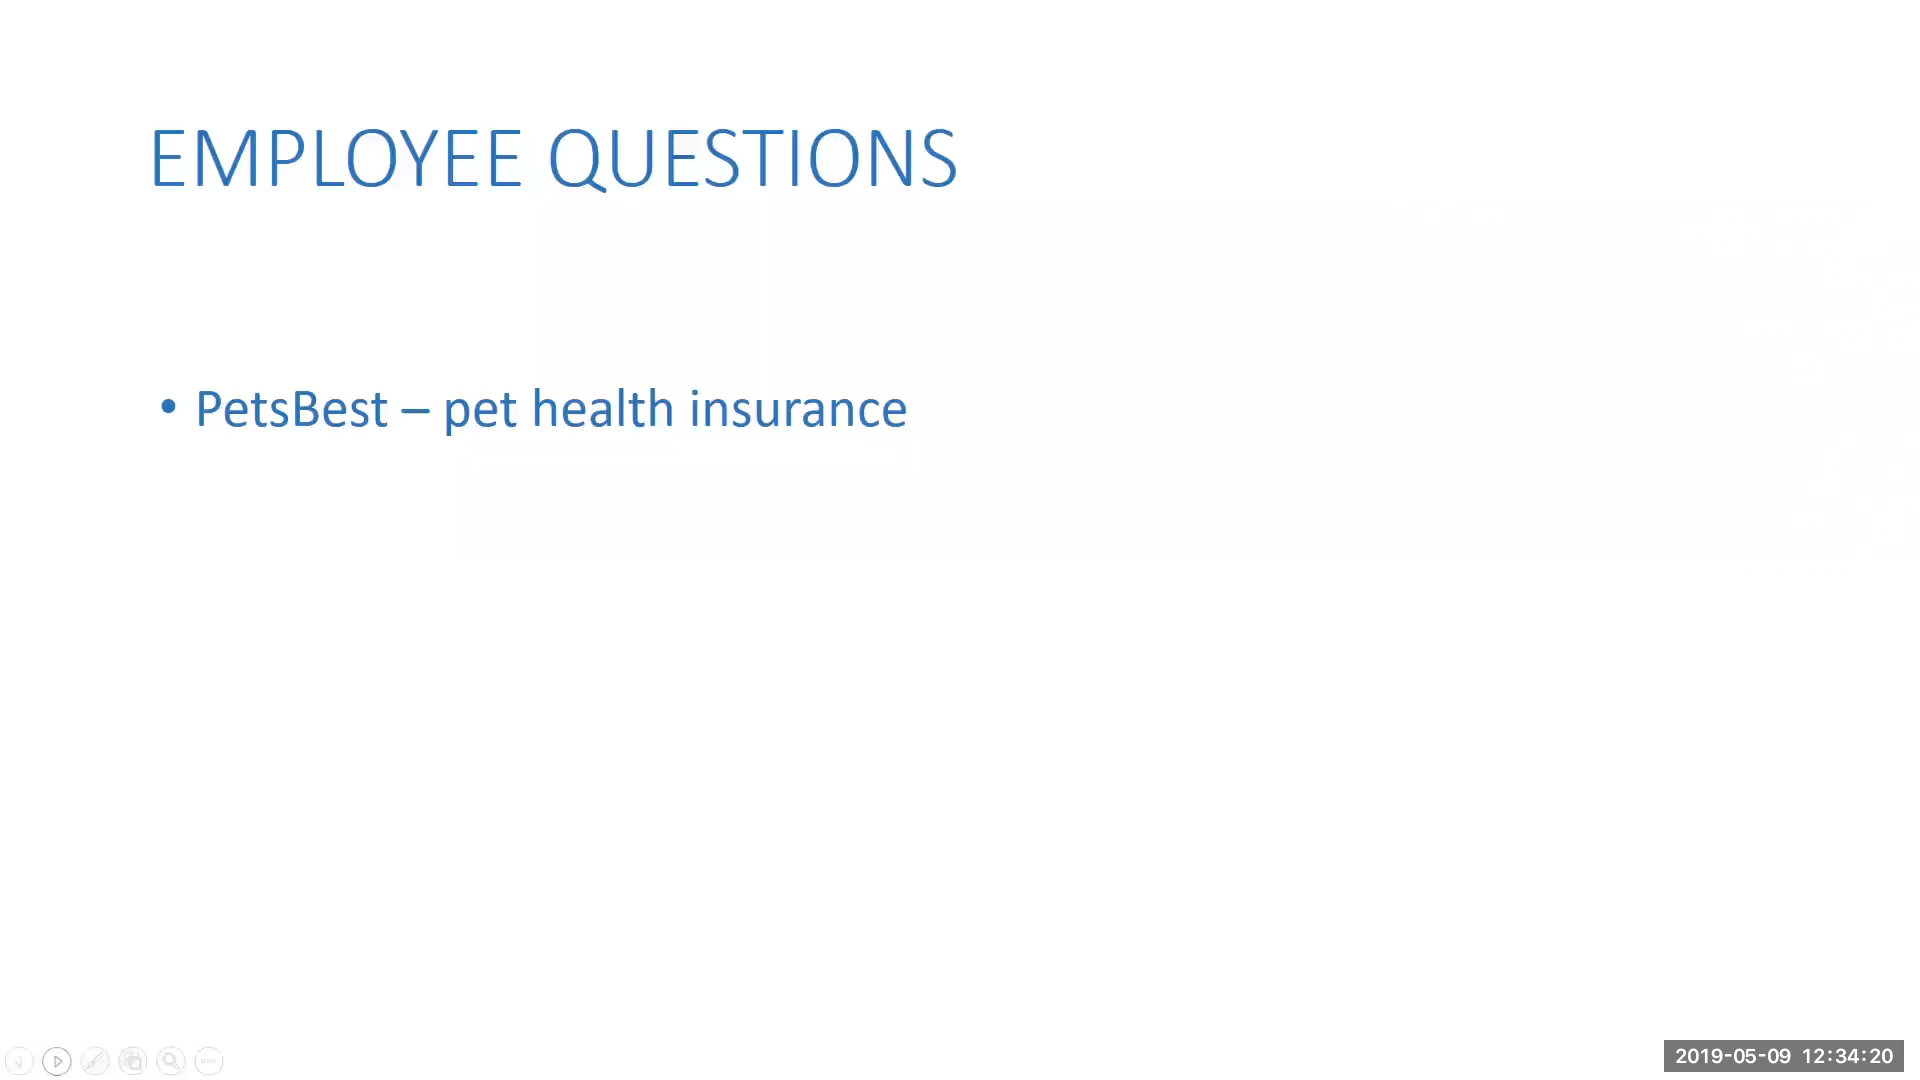 EMPLOYEE QUESTIONS
• PetsBest – pet health insurance
2019-05-09 12:34:20